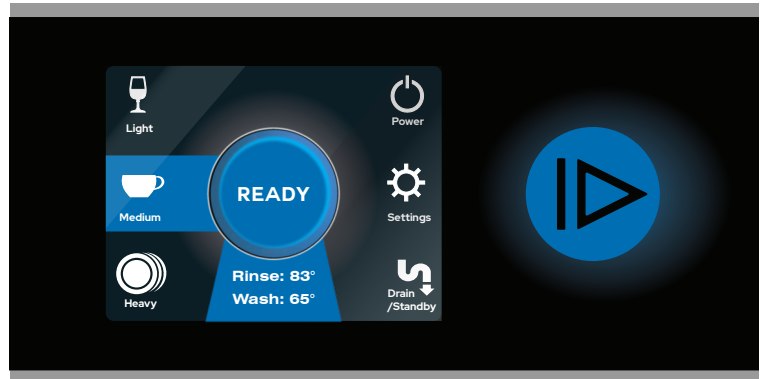 Light
Power
READY
Medium
Settings
Rinse: 83°
Wash: 65°
Heavy
Drain
/Standby